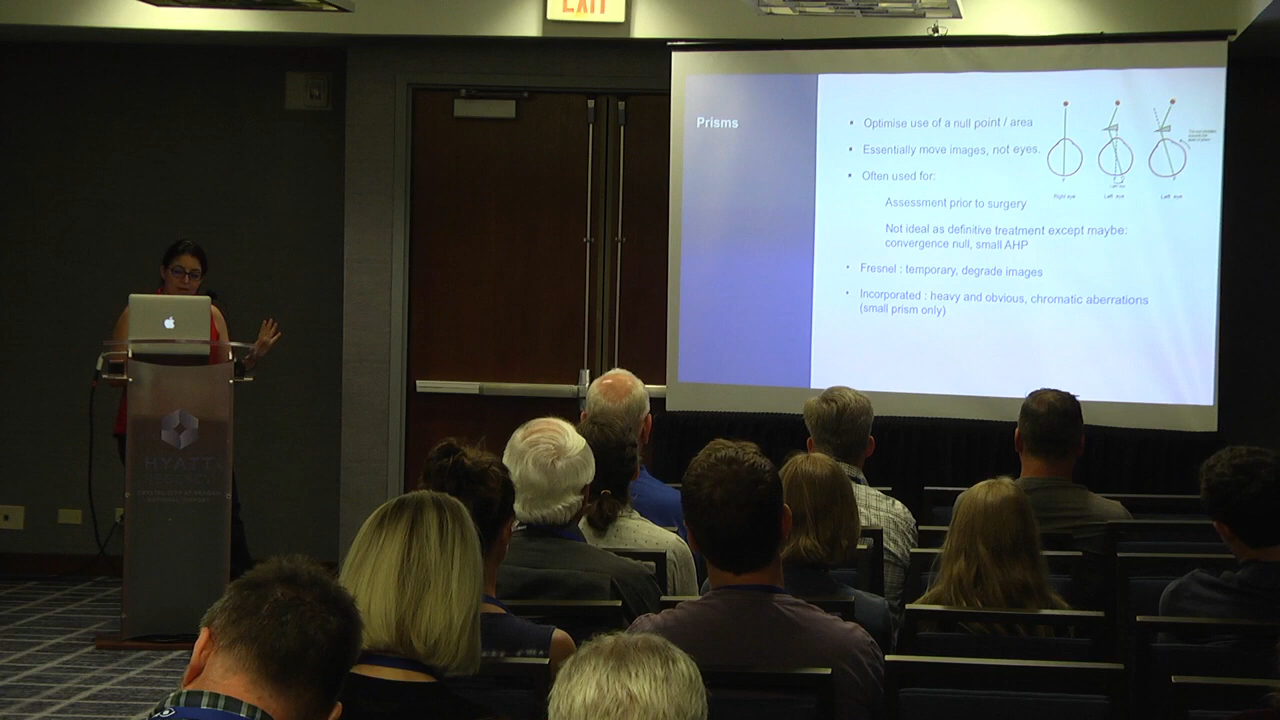 EXIT
Prisms
Optimise use of a null point / area
Essentially move images, not eyes.
Often used for:
Assessment prior to surgery
Not ideal as definitive treatment except maybe:
convergence null, small AHP
Fresnel : temporary, degrade images
Incorporated : heavy and obvious, chromatic aberrations
(small prism only)
Right eye
Left eye
Left eye
HYATT